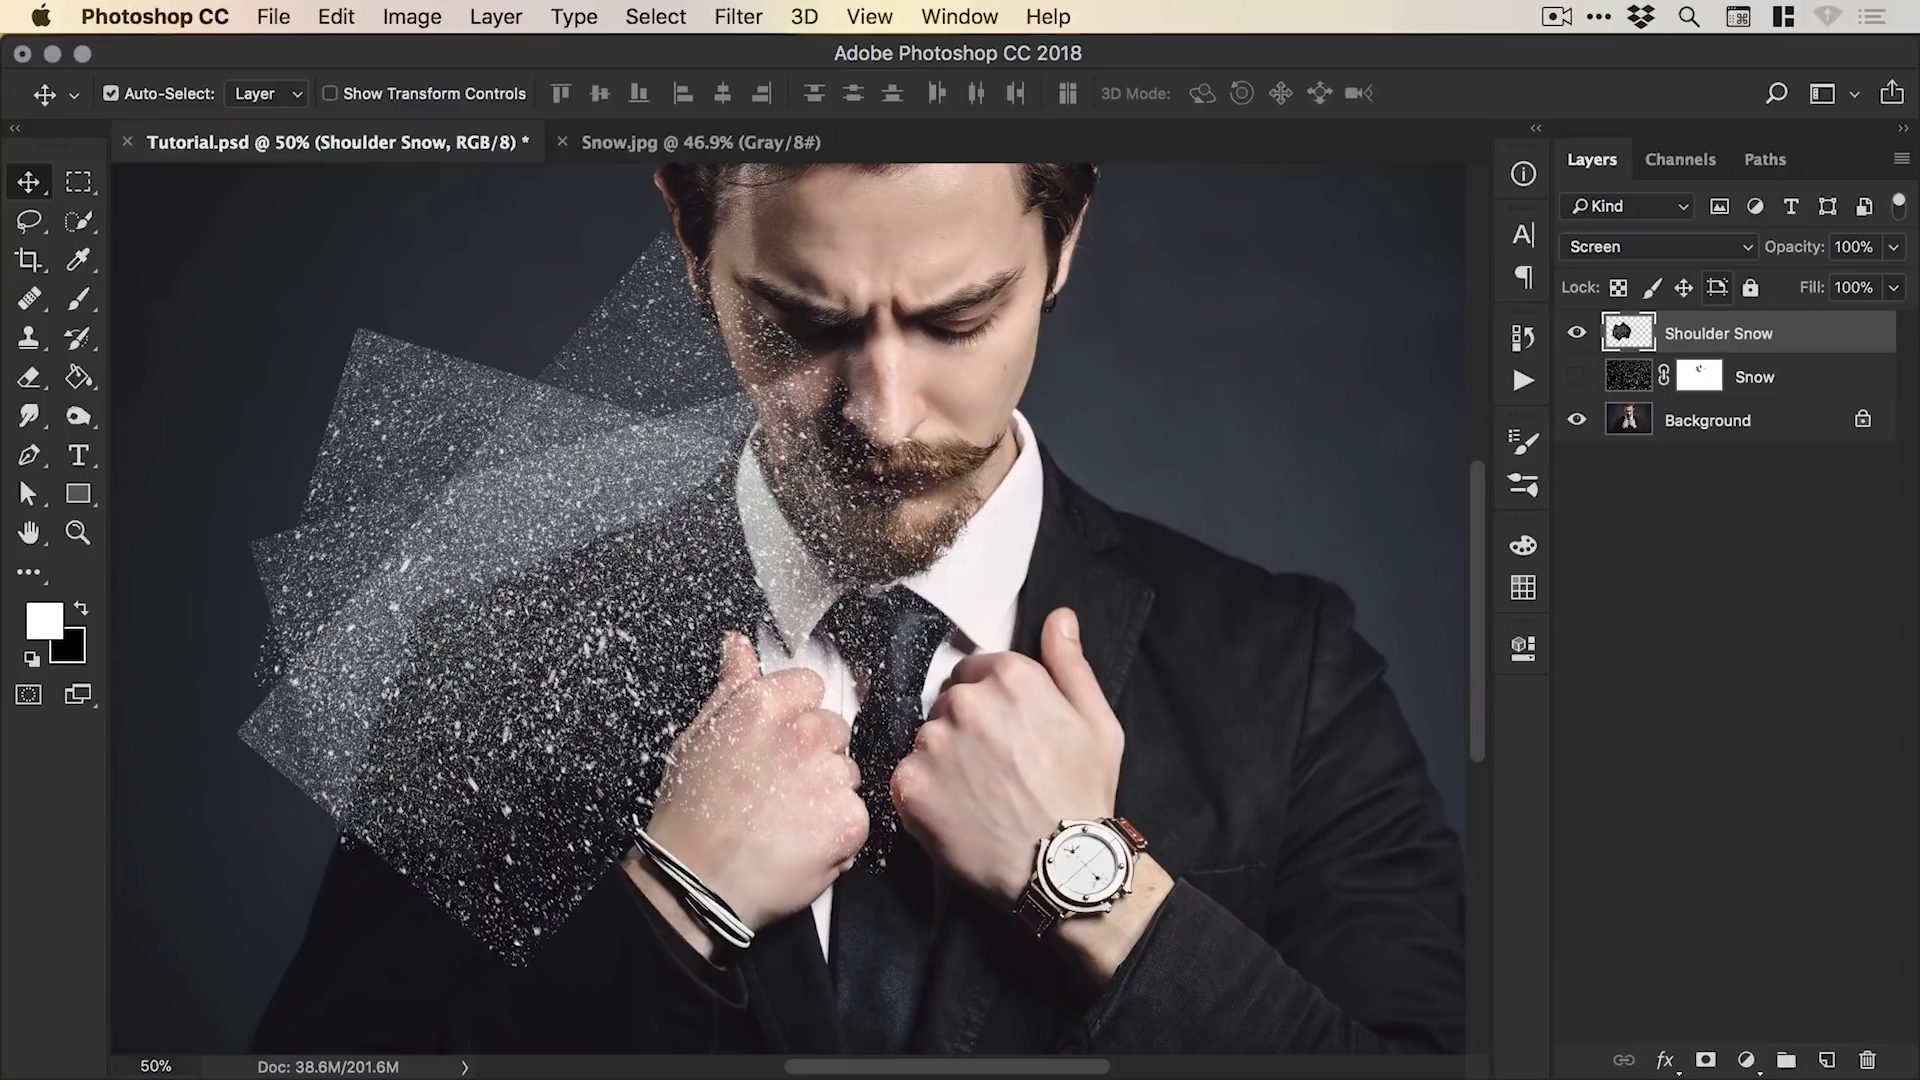 Photoshop CC File Edit Image Layer Type Select Filter 3D View Window Help
Adobe Photoshop CC 2018
Auto-Select: Layer Show Transform Controls 3D Mode:
Tutorial.psd @ 50% (Shoulder Snow, RGB/8) * Snow.jpg @ 46.9% (Gray/8#)
Layers Channels Paths
Kind
Screen Opacity: 100%
Lock: Fill: 100%
Shoulder Snow
Snow
Background
50% Doc: 38.6M/201.6M